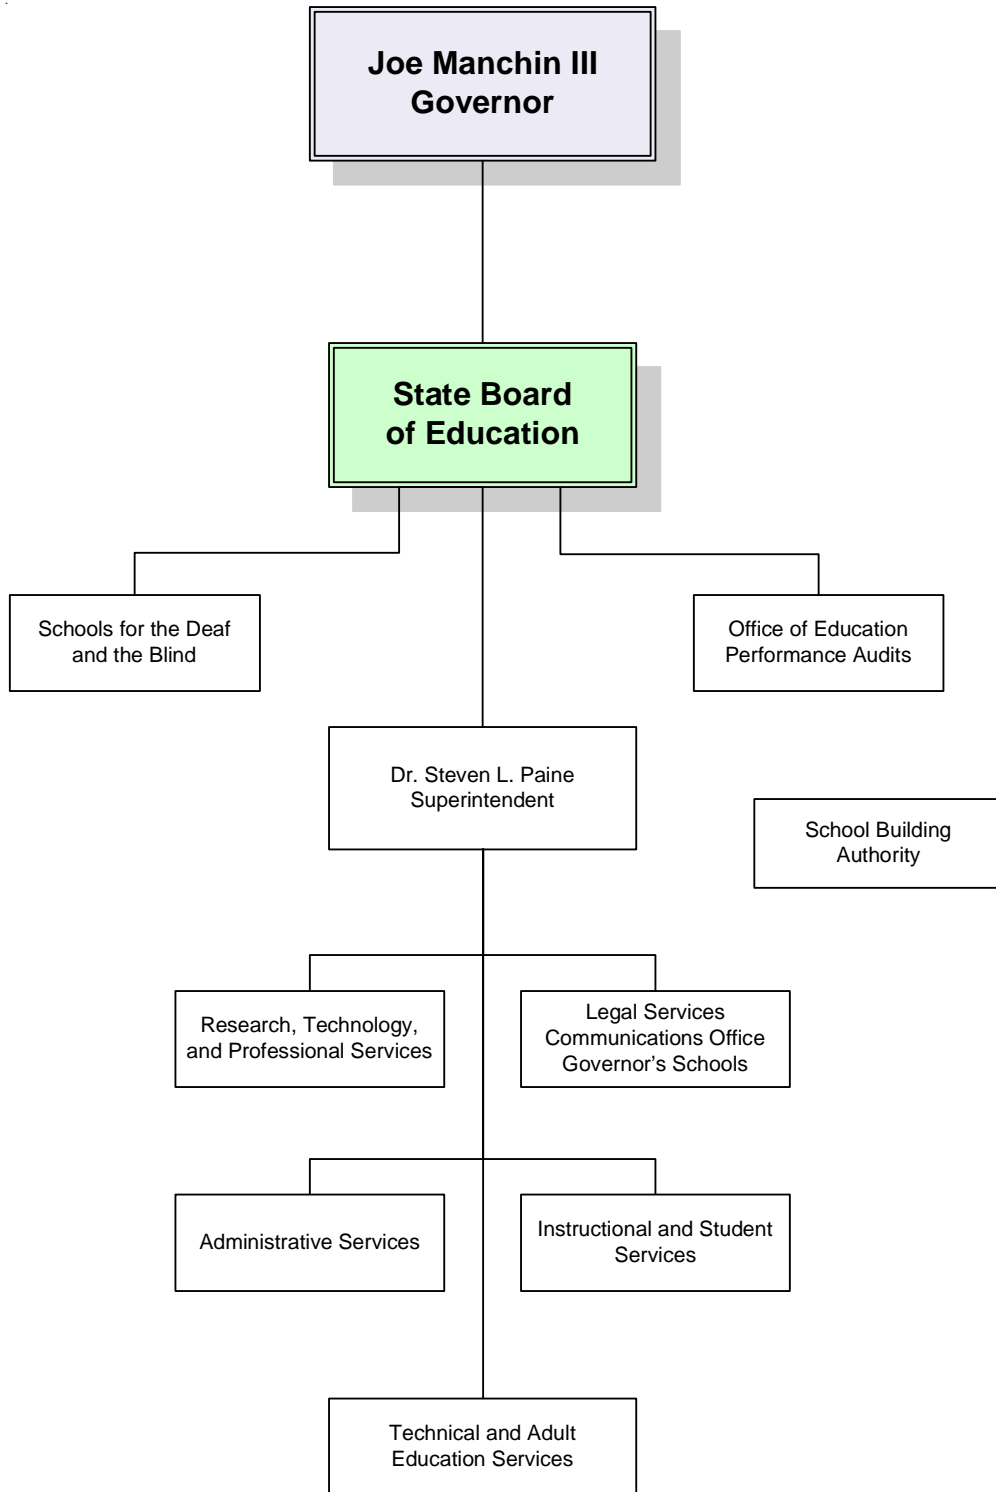 Joe Manchin III
Governor
State Board
of Education
Schools for the Deaf
and the Blind
Office of Education
Performance Audits
Dr. Steven L. Paine
Superintendent
School Building
Authority
Research, Technology,
and Professional Services
Legal Services
Communications Office
Governor’s Schools
Administrative Services
Instructional and Student
Services
Technical and Adult
Education Services